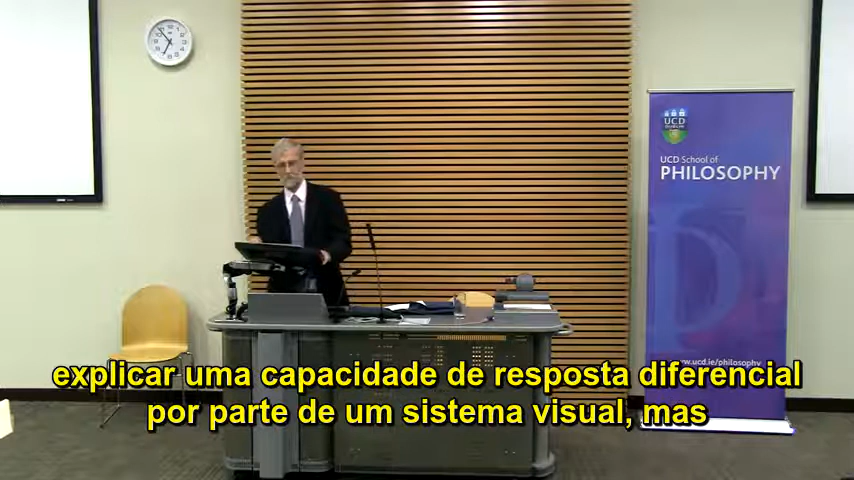 UCD
DUBLIN
UCD School of
PHILOSOPHY
www.ucd.ie/philosophy
explicar uma capacidade de resposta diferencial
por parte de um sistema visual, mas